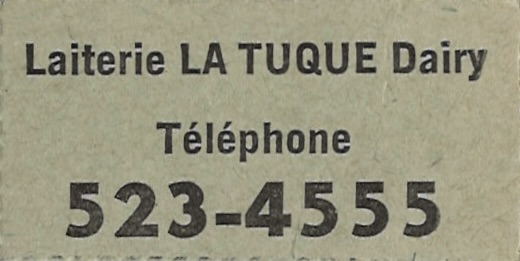 Laiterie LA TUQUE Dairy
Téléphone
523-4555